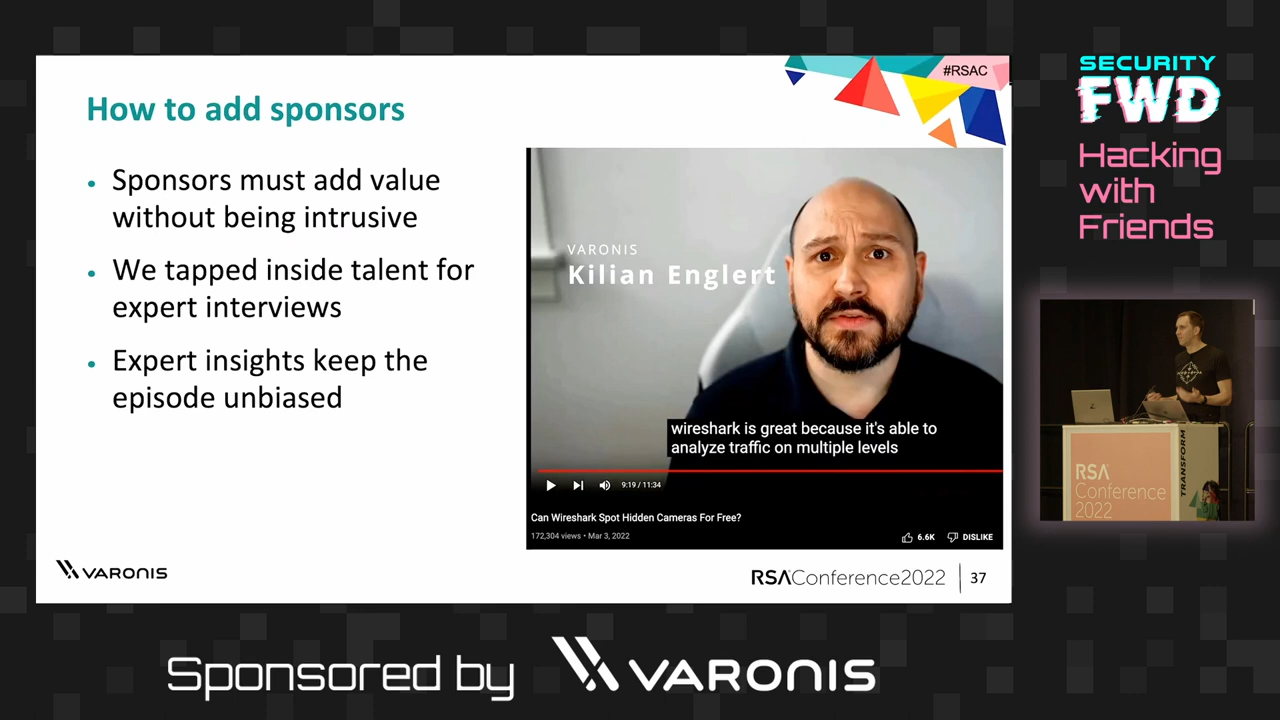 #RSAC
How to add sponsors
• Sponsors must add value
without being intrusive
• We tapped inside talent for
expert interviews
• Expert insights keep the
episode unbiased
VARONIS
Kilian Englert
wireshark is great because it's able to
analyze traffic on multiple levels
9:19 / 11:34
Can Wireshark Spot Hidden Cameras For Free?
172,304 views • Mar 3, 2022
6.6K DISLIKE
VARONIS
RSAConference2022 37
SECURITY
FWD
Hacking
with
Friends
RSA
Conference
2022
TRANSFORM
Sponsored by VARONIS